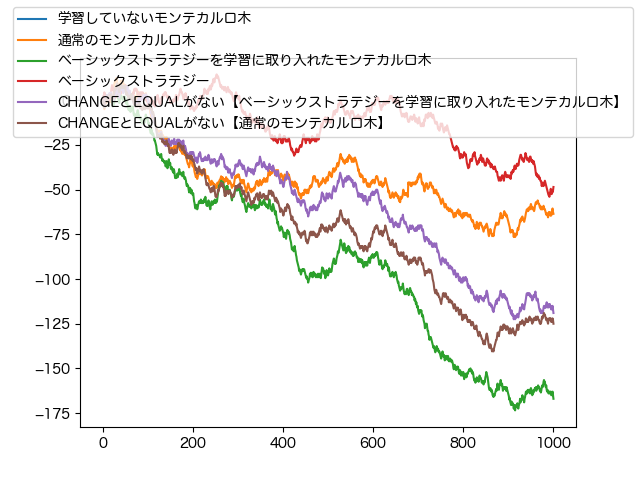 学習していないモンテカルロ木
通常のモンテカルロ木
ベーシックストラテジーを学習に取り入れたモンテカルロ木
ベーシックストラテジー
CHANGEとEQUALがない【ベーシックストラテジーを学習に取り入れたモンテカルロ木】
CHANGEとEQUALがない【通常のモンテカルロ木】
−25
−50
−75
−100
−125
−150
−175
0 200 400 600 800 1000